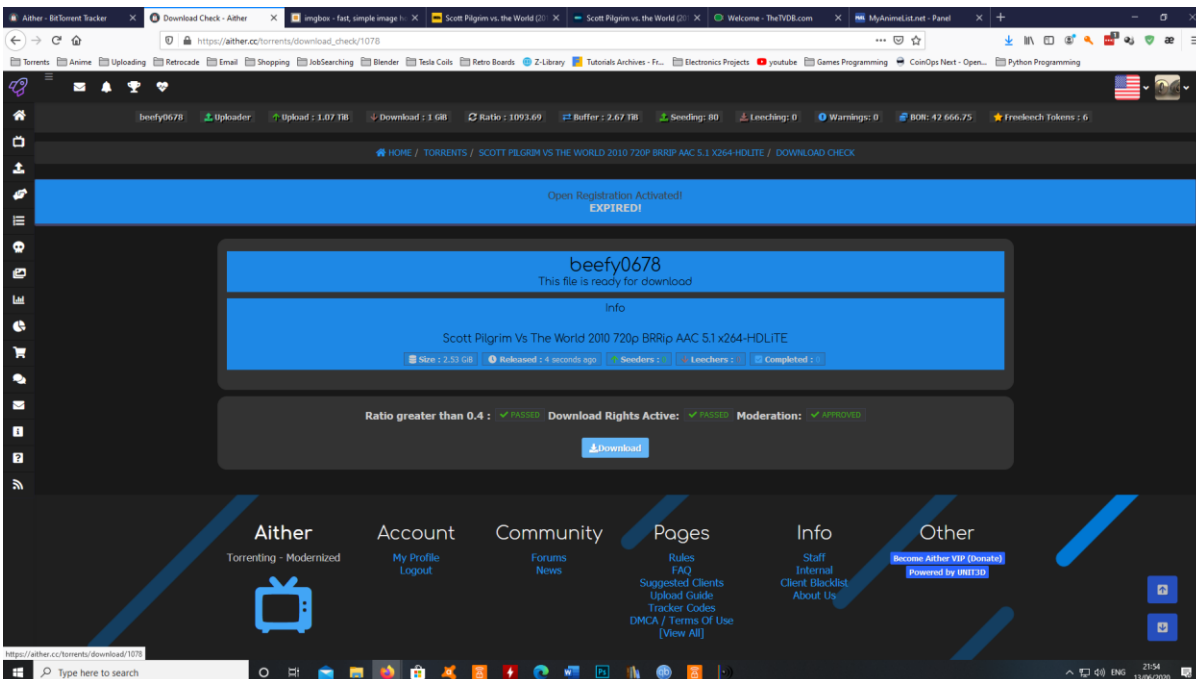 Aither - BitTorrent Tracker
Download Check - Aither
imgbox - fast, simple image h
Scott Pilgrim vs. the World (20
Scott Pilgrim vs. the World (20
Welcome - TheTVDB.com
MyAnimeList.net - Panel
https://aither.cc/torrents/download_check/1078
Torrents Anime Uploading Retrocade Email Shopping JobSearching Blender Tesla Coils Retro Boards Z-Library Tutorials Archives - Fr... Electronics Projects youtube Games Programming CoinOps Next - Open... Python Programming
beefy0678 Uploader Upload : 1.07 TiB Download : 1 GiB Ratio : 1093.69 Buffer : 2.67 TiB Seeding: 80 Leeching: 0 Warnings: 0 BON: 42 666.75 Freeleech Tokens : 6
HOME / TORRENTS / SCOTT PILGRIM VS THE WORLD 2010 720P BRRIP AAC 5.1 X264-HDLITE / DOWNLOAD CHECK
Open Registration Activated!
EXPIRED!
beefy0678
This file is ready for download
Info
Scott Pilgrim Vs The World 2010 720p BRRip AAC 5.1 x264-HDLiTE
Size : 2.53 GiB Released : 4 seconds ago Seeders : 0 Leechers : 0 Completed : 0
Ratio greater than 0.4 : PASSED Download Rights Active: PASSED Moderation: APPROVED
Download
Aither
Torrenting - Modernized
Account
My Profile
Logout
Community
Forums
News
Pages
Rules
FAQ
Suggested Clients
Upload Guide
Tracker Codes
DMCA / Terms Of Use
[View All]
Info
Staff
Internal
Client Blacklist
About Us
Other
Become Aither VIP (Donate)
Powered by UNIT3D
https://aither.cc/torrents/download/1078
Type here to search
ENG
21:54
13/06/2020